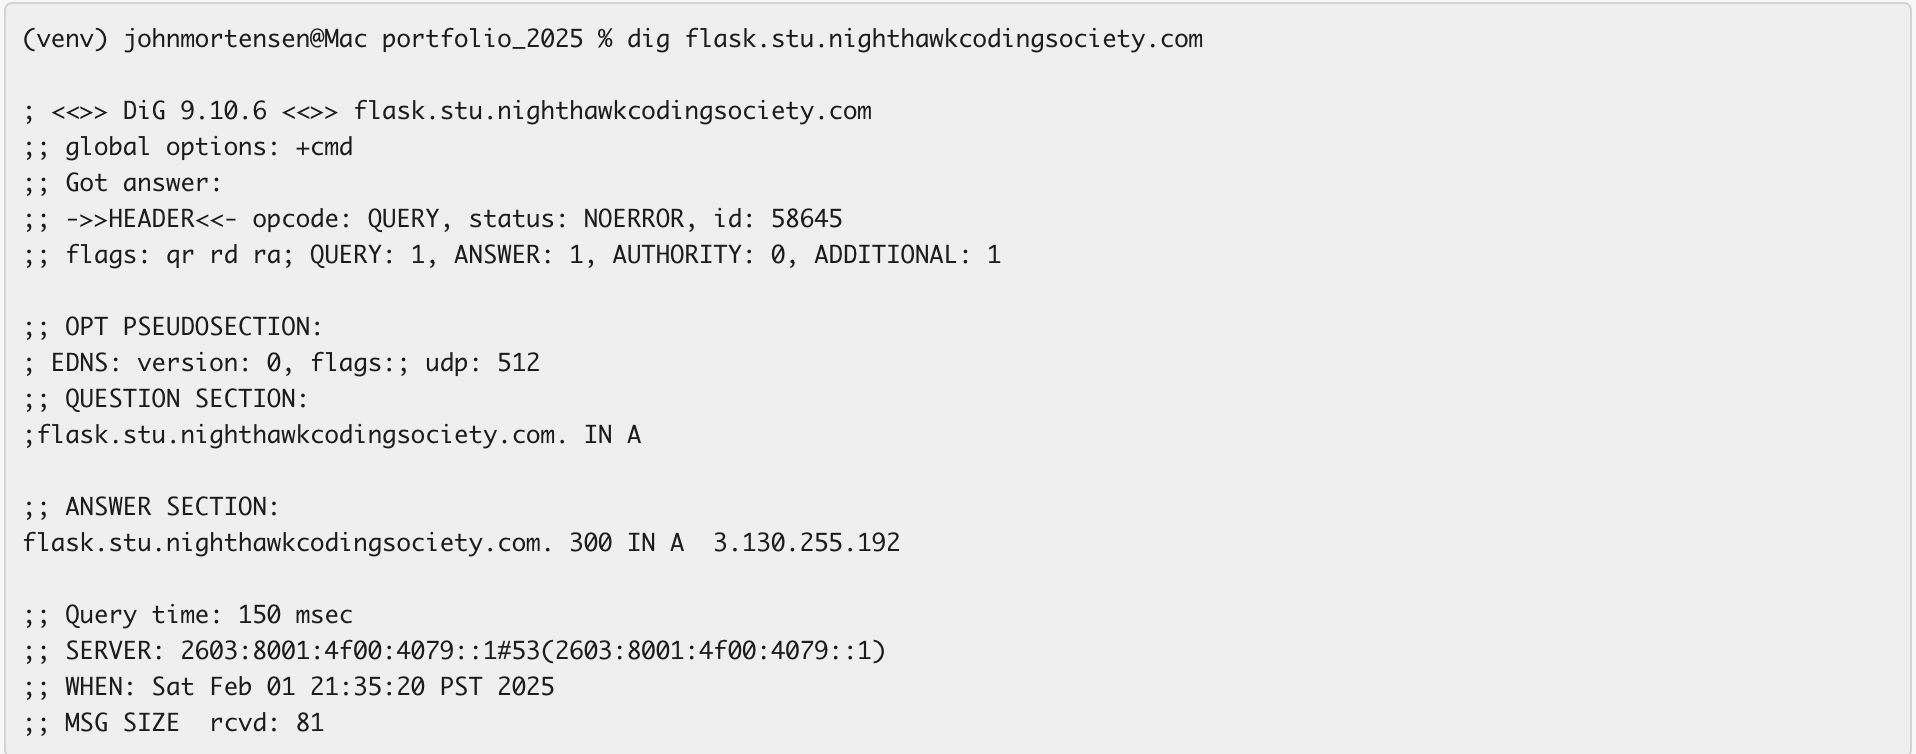 (venv) johnmortensen@Mac portfolio_2025 % dig flask.stu.nighthawkcodingsociety.com
; <<>> DiG 9.10.6 <<>> flask.stu.nighthawkcodingsociety.com
;; global options: +cmd
;; Got answer:
;; ->>HEADER<<- opcode: QUERY, status: NOERROR, id: 58645
;; flags: qr rd ra; QUERY: 1, ANSWER: 1, AUTHORITY: 0, ADDITIONAL: 1
;; OPT PSEUDOSECTION:
; EDNS: version: 0, flags:; udp: 512
;; QUESTION SECTION:
;flask.stu.nighthawkcodingsociety.com. IN A
;; ANSWER SECTION:
flask.stu.nighthawkcodingsociety.com. 300 IN A  3.130.255.192
;; Query time: 150 msec
;; SERVER: 2603:8001:4f00:4079::1#53(2603:8001:4f00:4079::1)
;; WHEN: Sat Feb 01 21:35:20 PST 2025
;; MSG SIZE  rcvd: 81